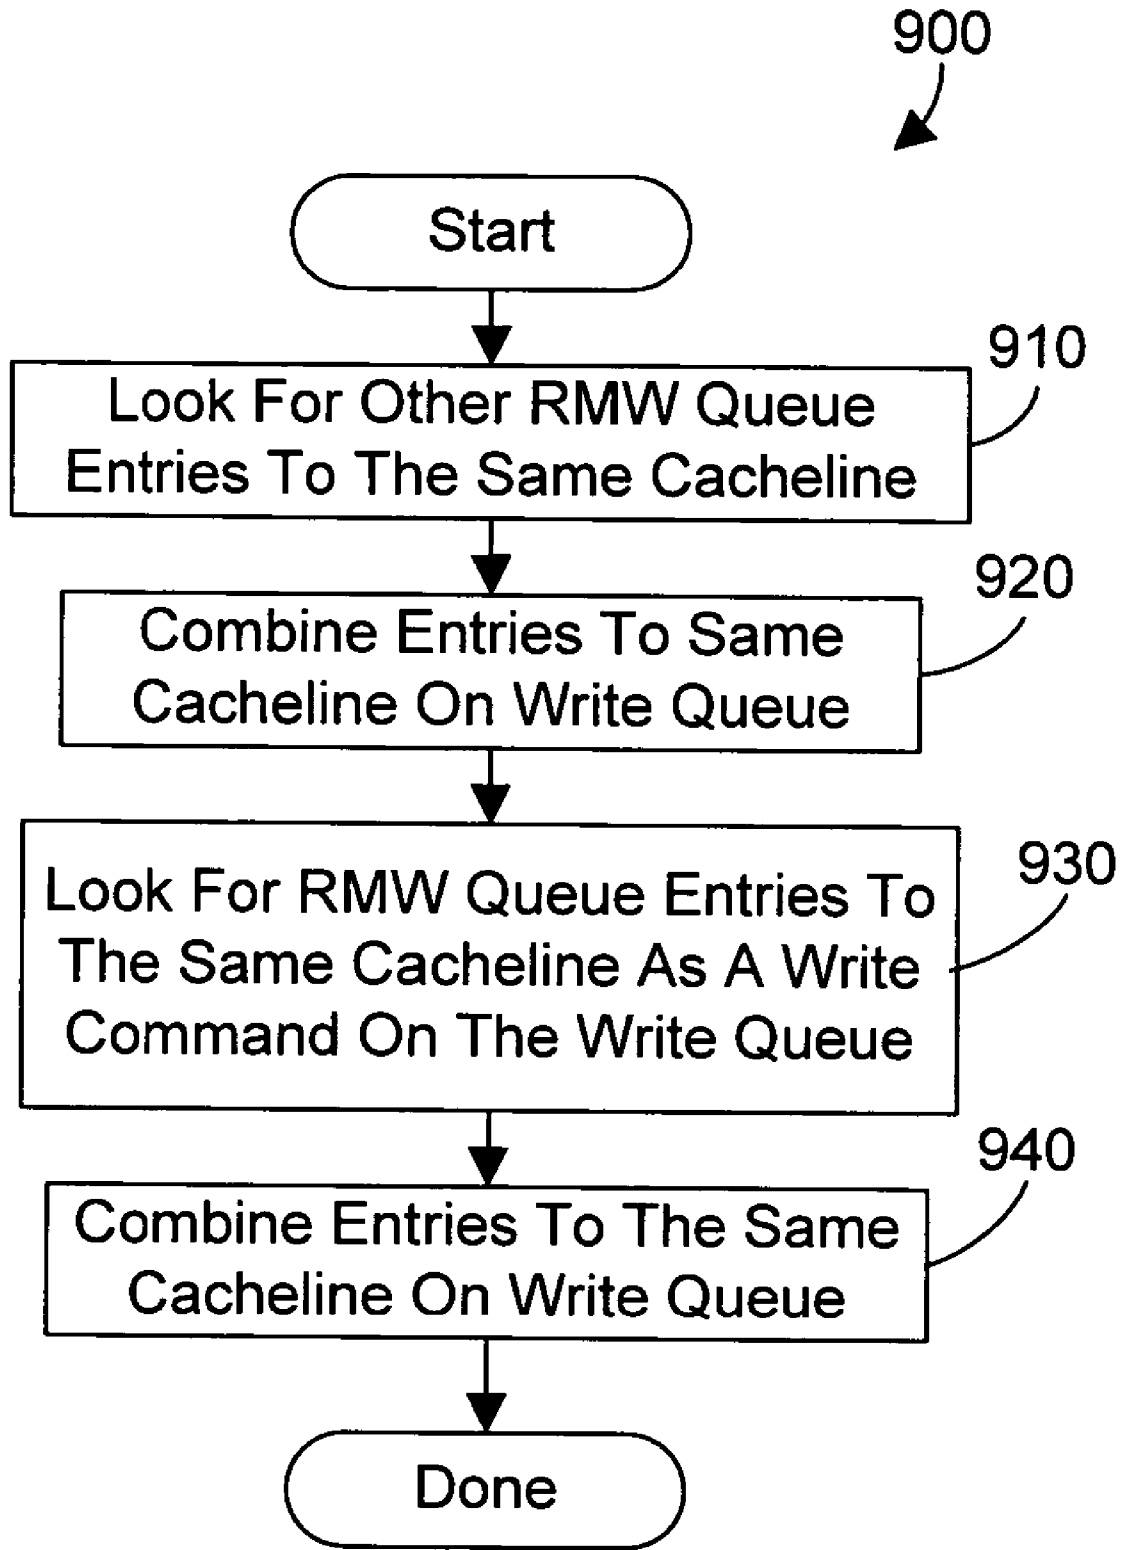 900
Start
910
Look For Other RMW Queue
Entries To The Same Cacheline
920
Combine Entries To Same
Cacheline On Write Queue
930
Look For RMW Queue Entries To
The Same Cacheline As A Write
Command On The Write Queue
940
Combine Entries To The Same
Cacheline On Write Queue
Done